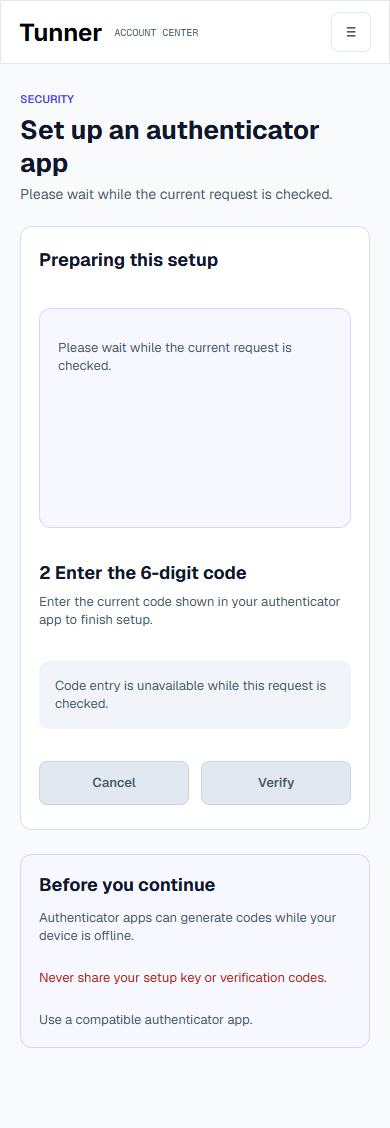 Tunner ACCOUNT CENTER
☰
SECURITY
Set up an authenticator
app
Please wait while the current request is checked.
Preparing this setup
Please wait while the current request is
checked.
2 Enter the 6-digit code
Enter the current code shown in your authenticator
app to finish setup.
Code entry is unavailable while this request is
checked.
Cancel Verify
Before you continue
Authenticator apps can generate codes while your
device is offline.
Never share your setup key or verification codes.
Use a compatible authenticator app.